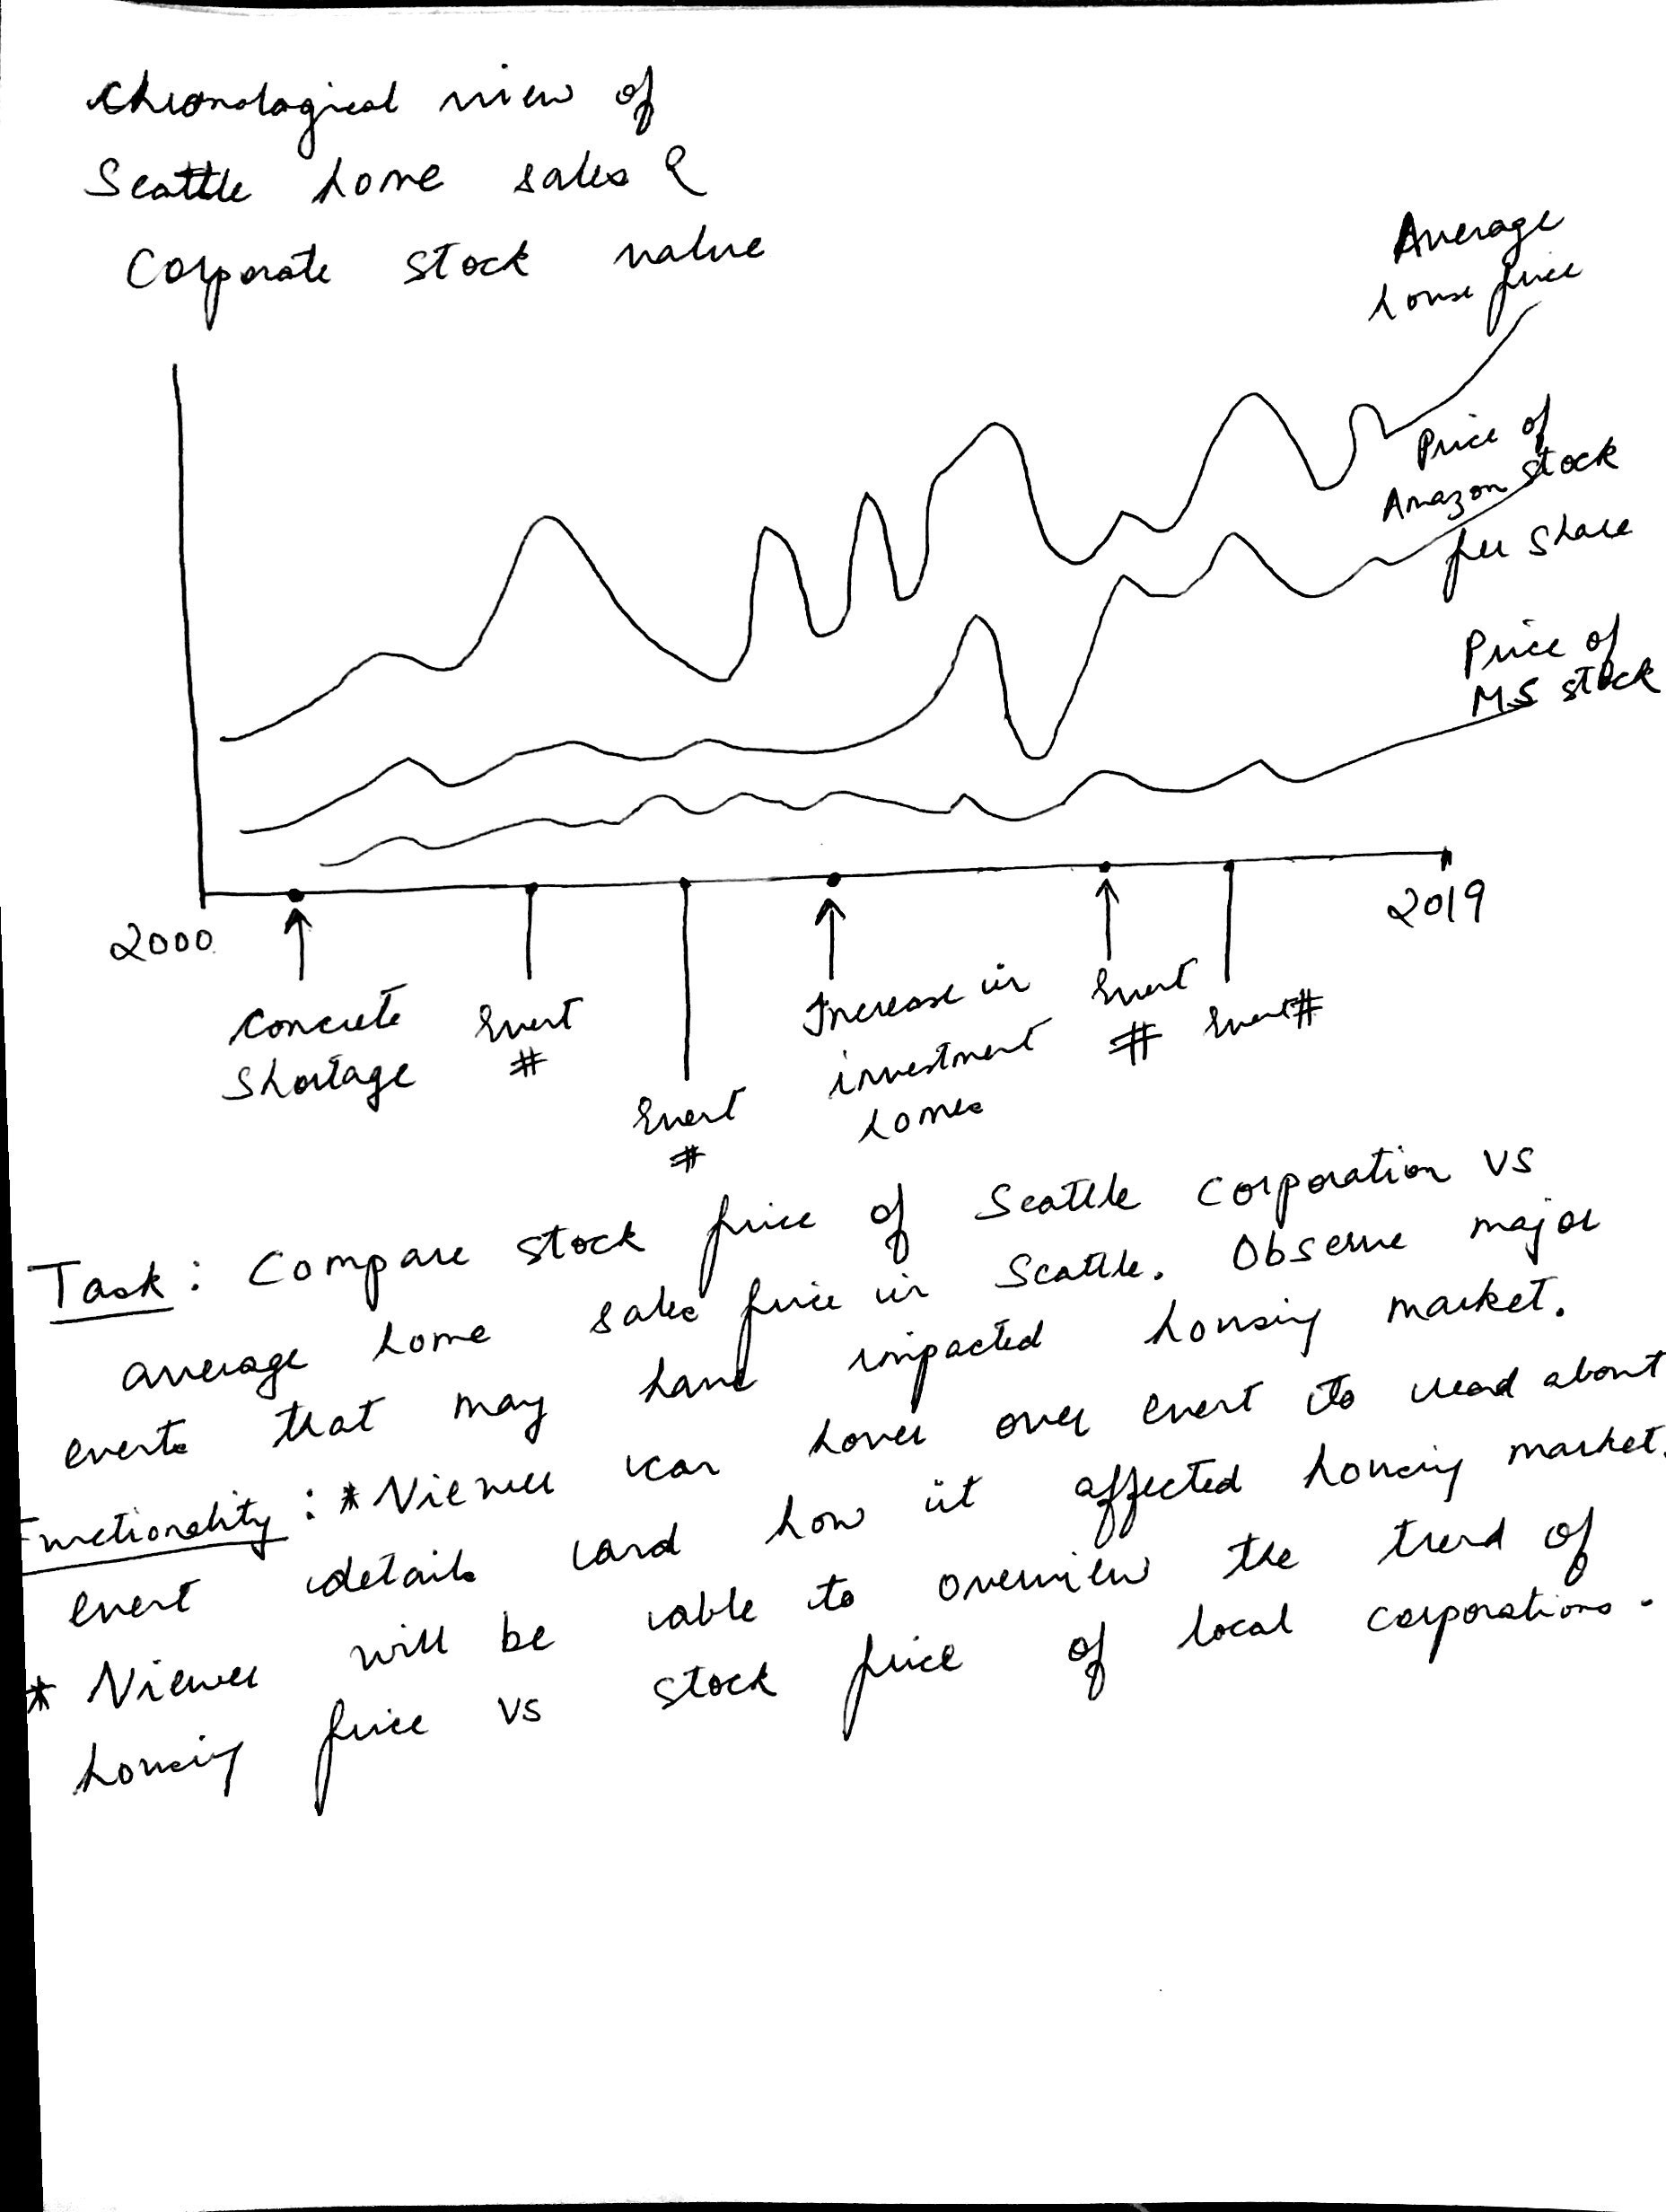 Chronological view of
Seattle home sales &
Corporate stock value
Average
house price
Price of
Amazon stock
per share
Price of
MS stock
2000
2019
Concrete
Shortage
Event
#
Event
#
Increase in
investment
homes
Event
#
Event #
Task: Compare stock price of Seattle Corporation VS
average home sales price in Seattle. Observe major
events that may have impacted housing market.
Functionality: * Viewer can hover over event to read about
event details and how it affected housing market.
* Viewer will be able to overview the trend of
housing price VS stock price of local corporations.